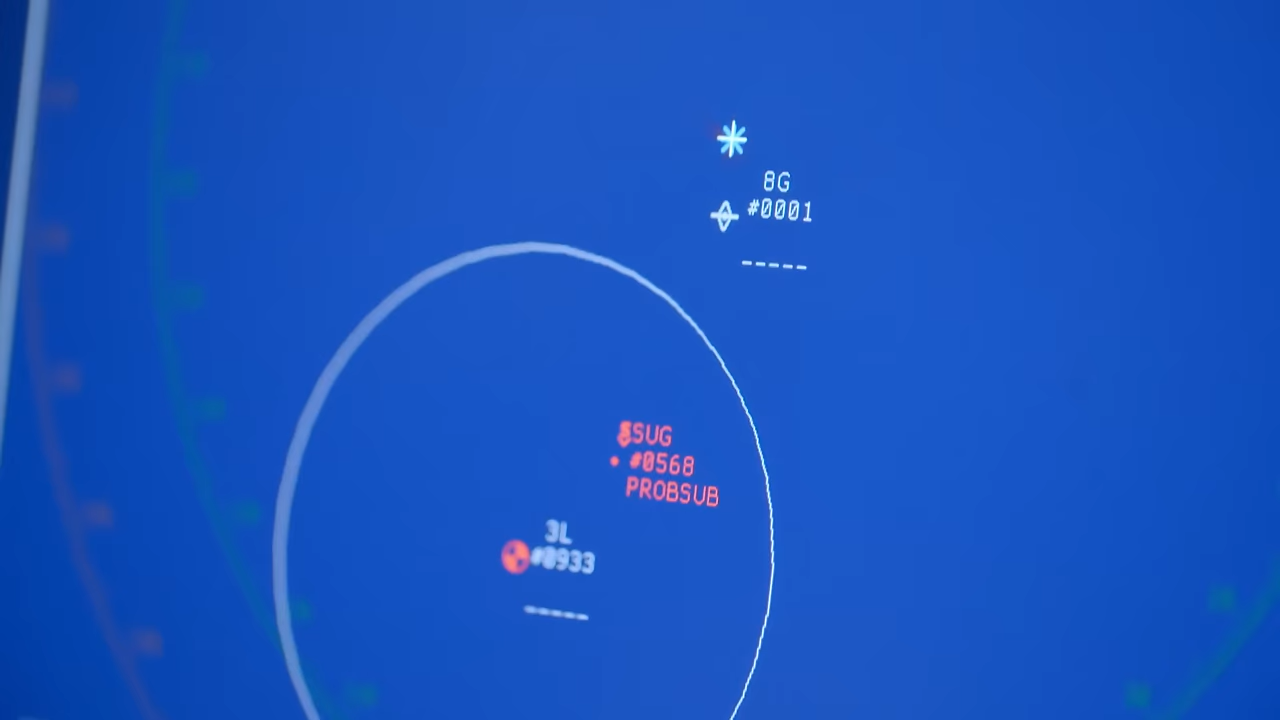 8G
#0001
-----
SSUG
#0568
PROBSUB
3L
#0933
-----